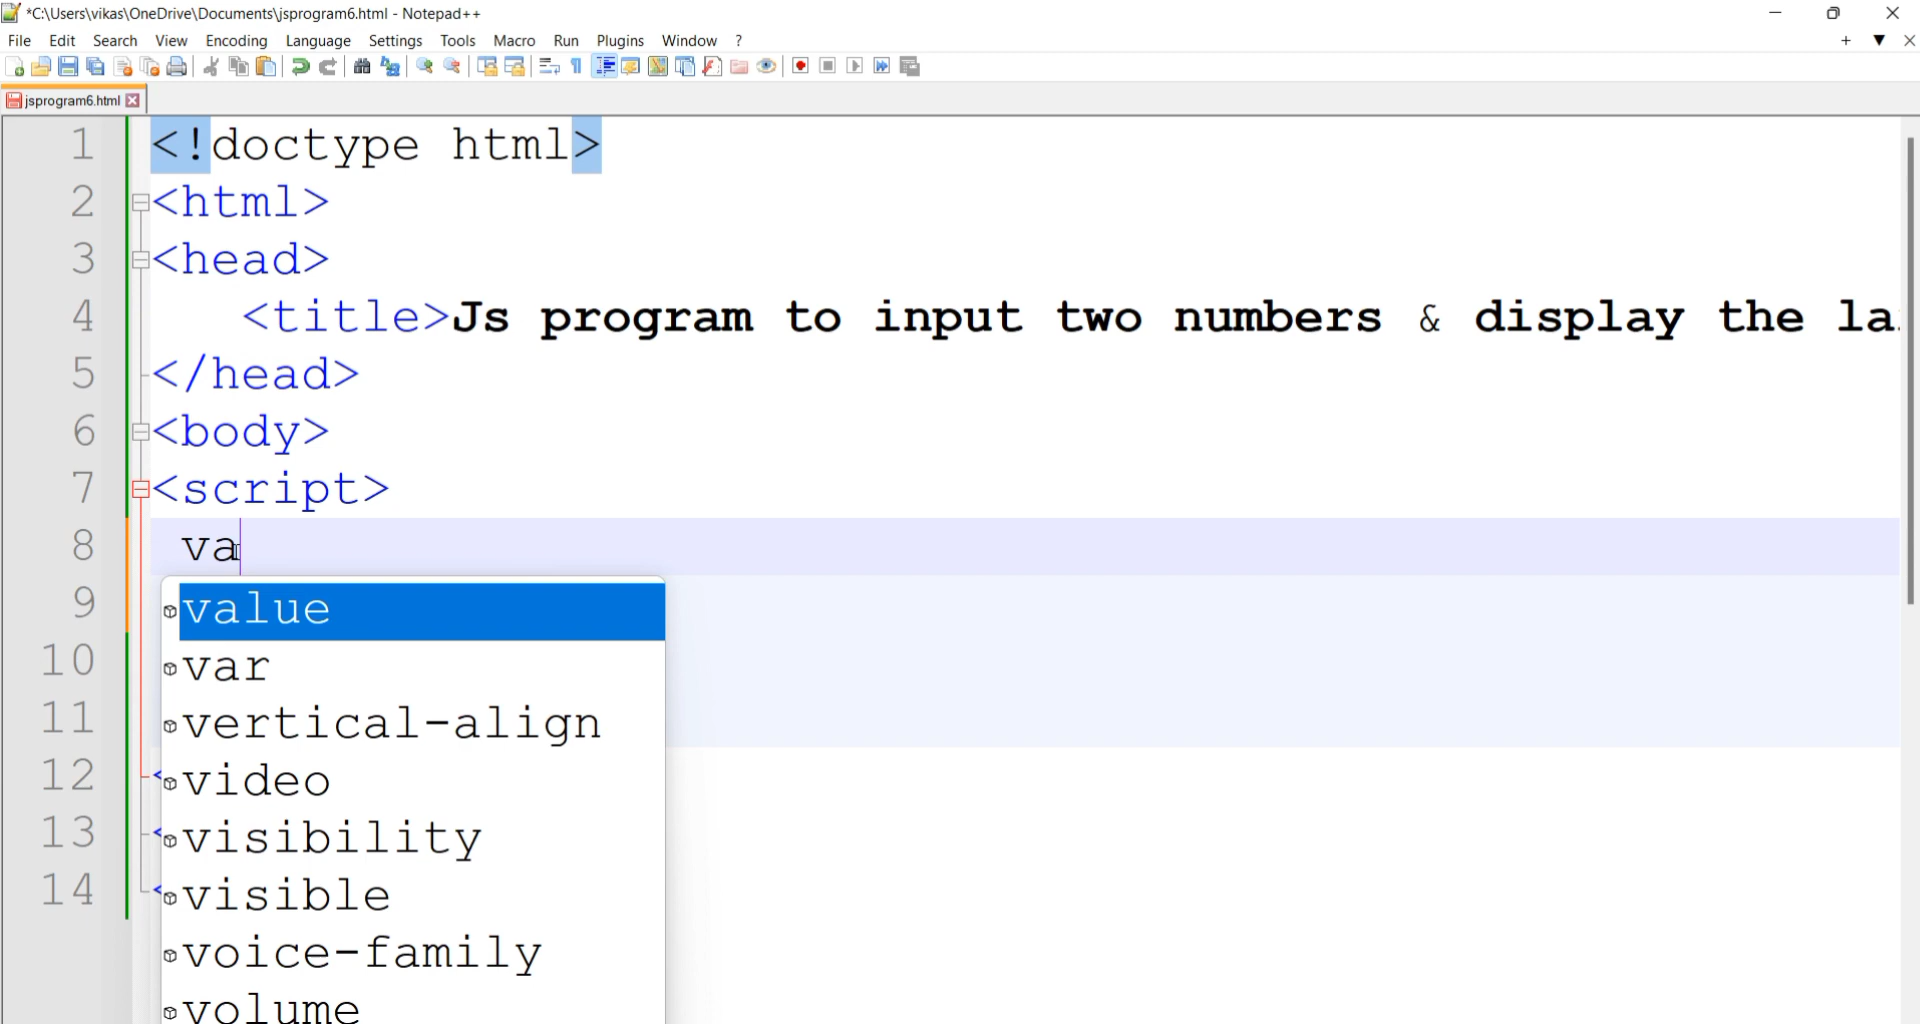 *C:\Users\vikas\OneDrive\Documents\jsprogram6.html - Notepad++
File Edit Search View Encoding Language Settings Tools Macro Run Plugins Window ?
jsprogram6.html
1 <!doctype html>
2 <html>
3 <head>
4 <title>Js program to input two numbers & display the la
5 </head>
6 <body>
7 <script>
8 va
9 value
10 var
11 vertical-align
12 < video
13 < visibility
14 < visible
voice-family
volume